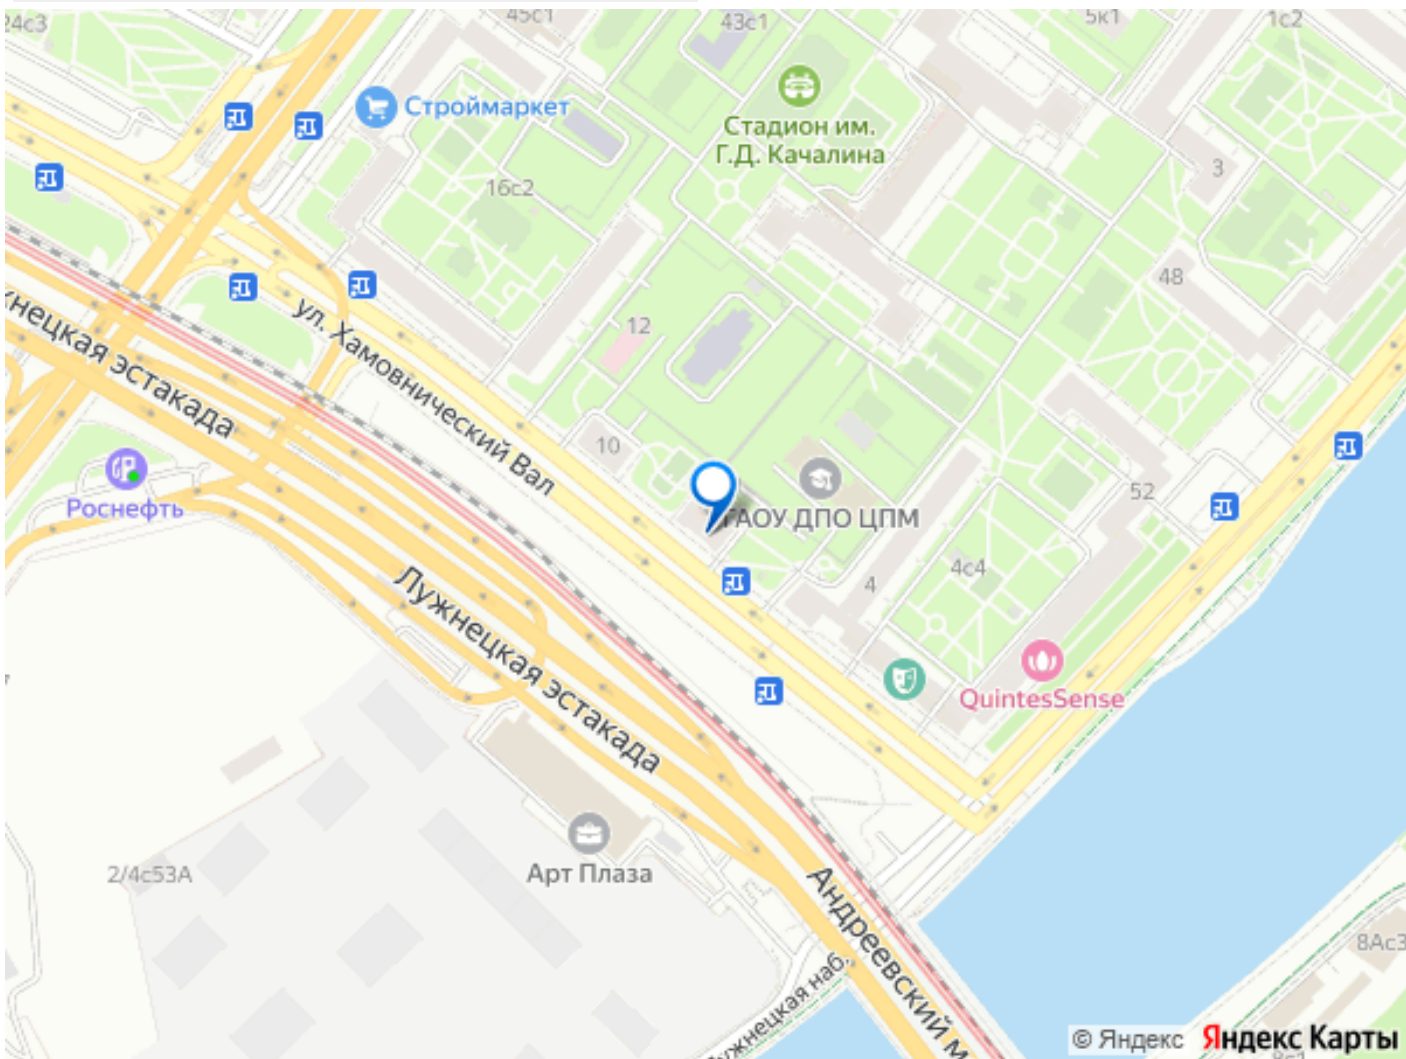 24с3
45с1
43с1
5к1
1с2
Строймаркет
Стадион им.
Г.Д. Качалина
3
16с2
48
ул. Хамовнический Вал
12
жнецкая эстакада
10
Роснефть
52
ГАОУ ДПО ЦПМ
4с4
4
Лужнецкая эстакада
QuintesSense
2/4с53А
Арт Плаза
Андреевский м
8Ас3
Лужнецкая наб.
© Яндекс Яндекс Карты